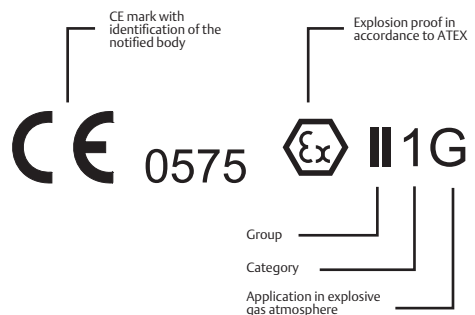 CE mark with
identification of the
notified body
Explosion proof in
accordance to ATEX
CE 0575 Ex II 1G
Group
Category
Application in explosive
gas atmosphere